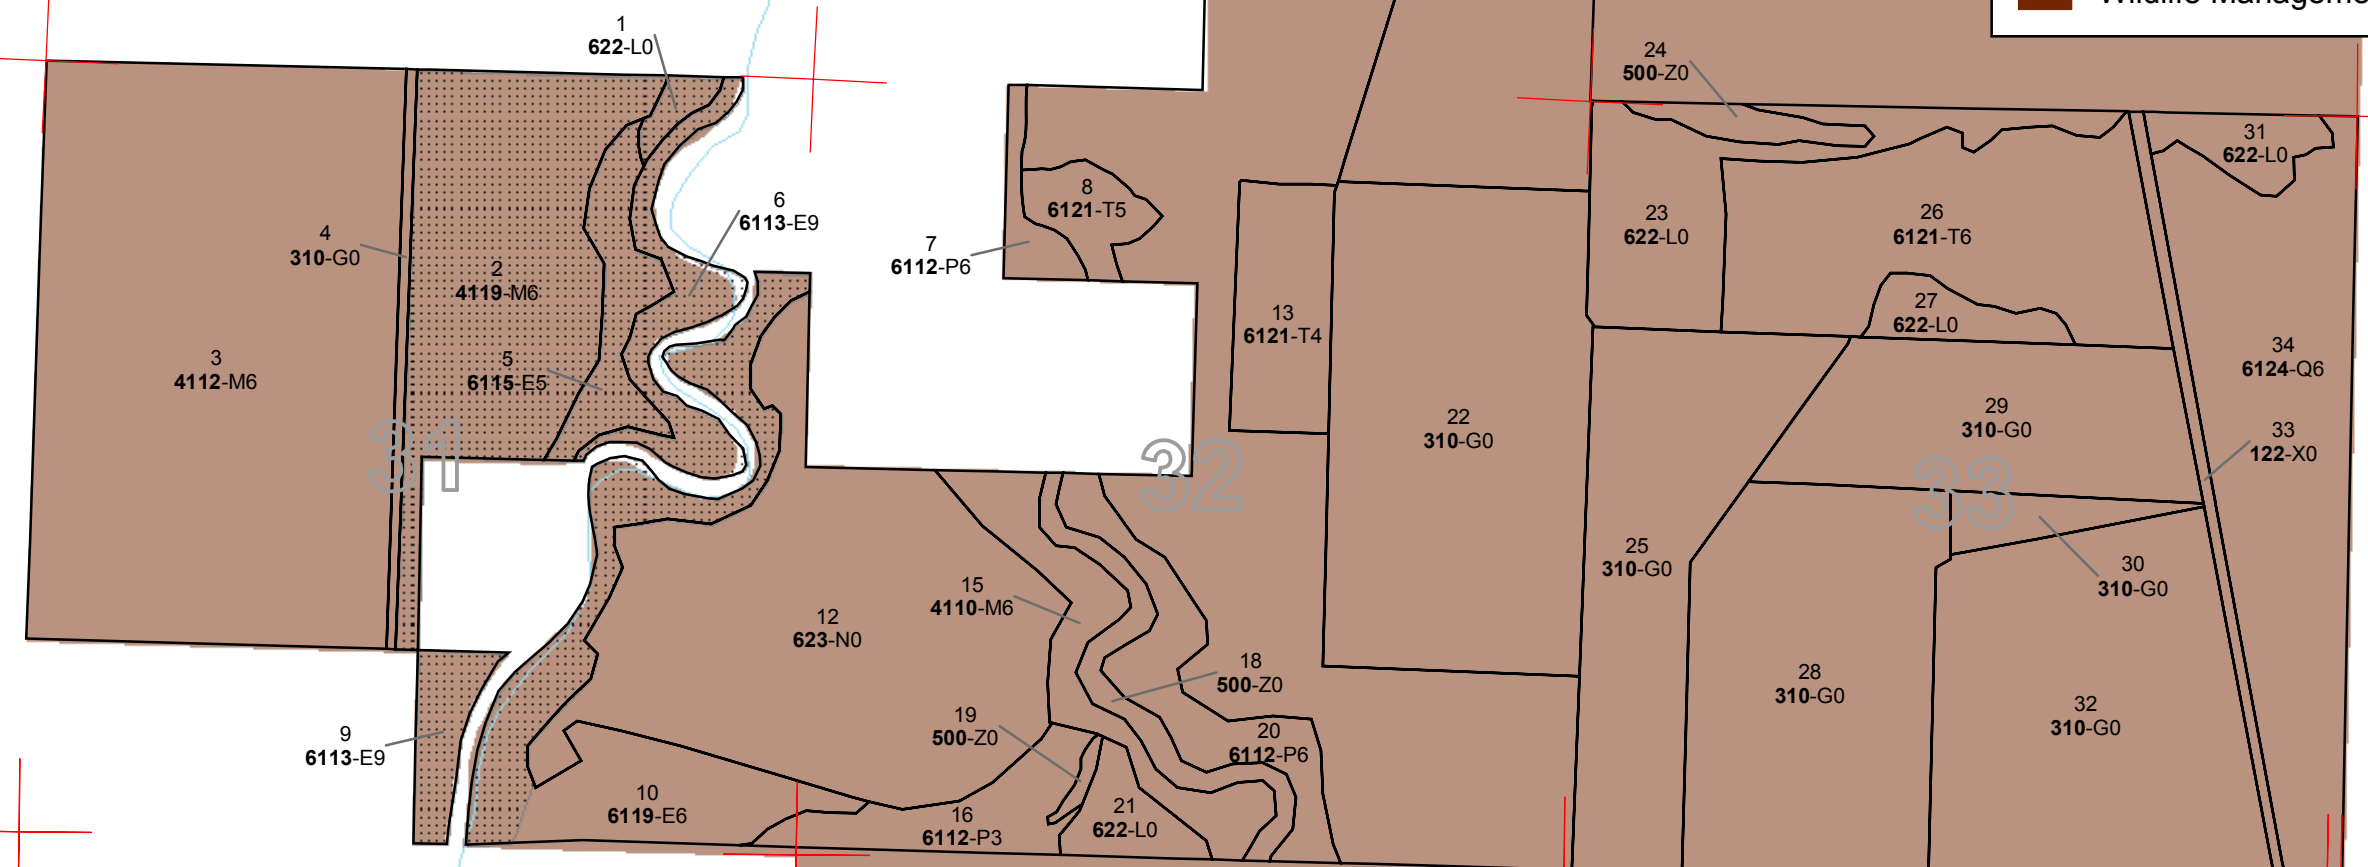 Wildlife Manageme
1
622-L0
24
500-Z0
31
622-L0
6
6113-E9
8
6121-T5
7
6112-P6
4
310-G0
2
4119-M6
23
622-L0
26
6121-T6
27
622-L0
13
6121-T4
3
4112-M6
5
6115-E5
34
6124-Q6
22
310-G0
29
310-G0
33
122-X0
31
32
33
25
310-G0
30
310-G0
15
4110-M6
12
623-N0
18
500-Z0
28
310-G0
32
310-G0
9
6113-E9
19
500-Z0
20
6112-P6
10
6119-E6
16
6112-P3
21
622-L0